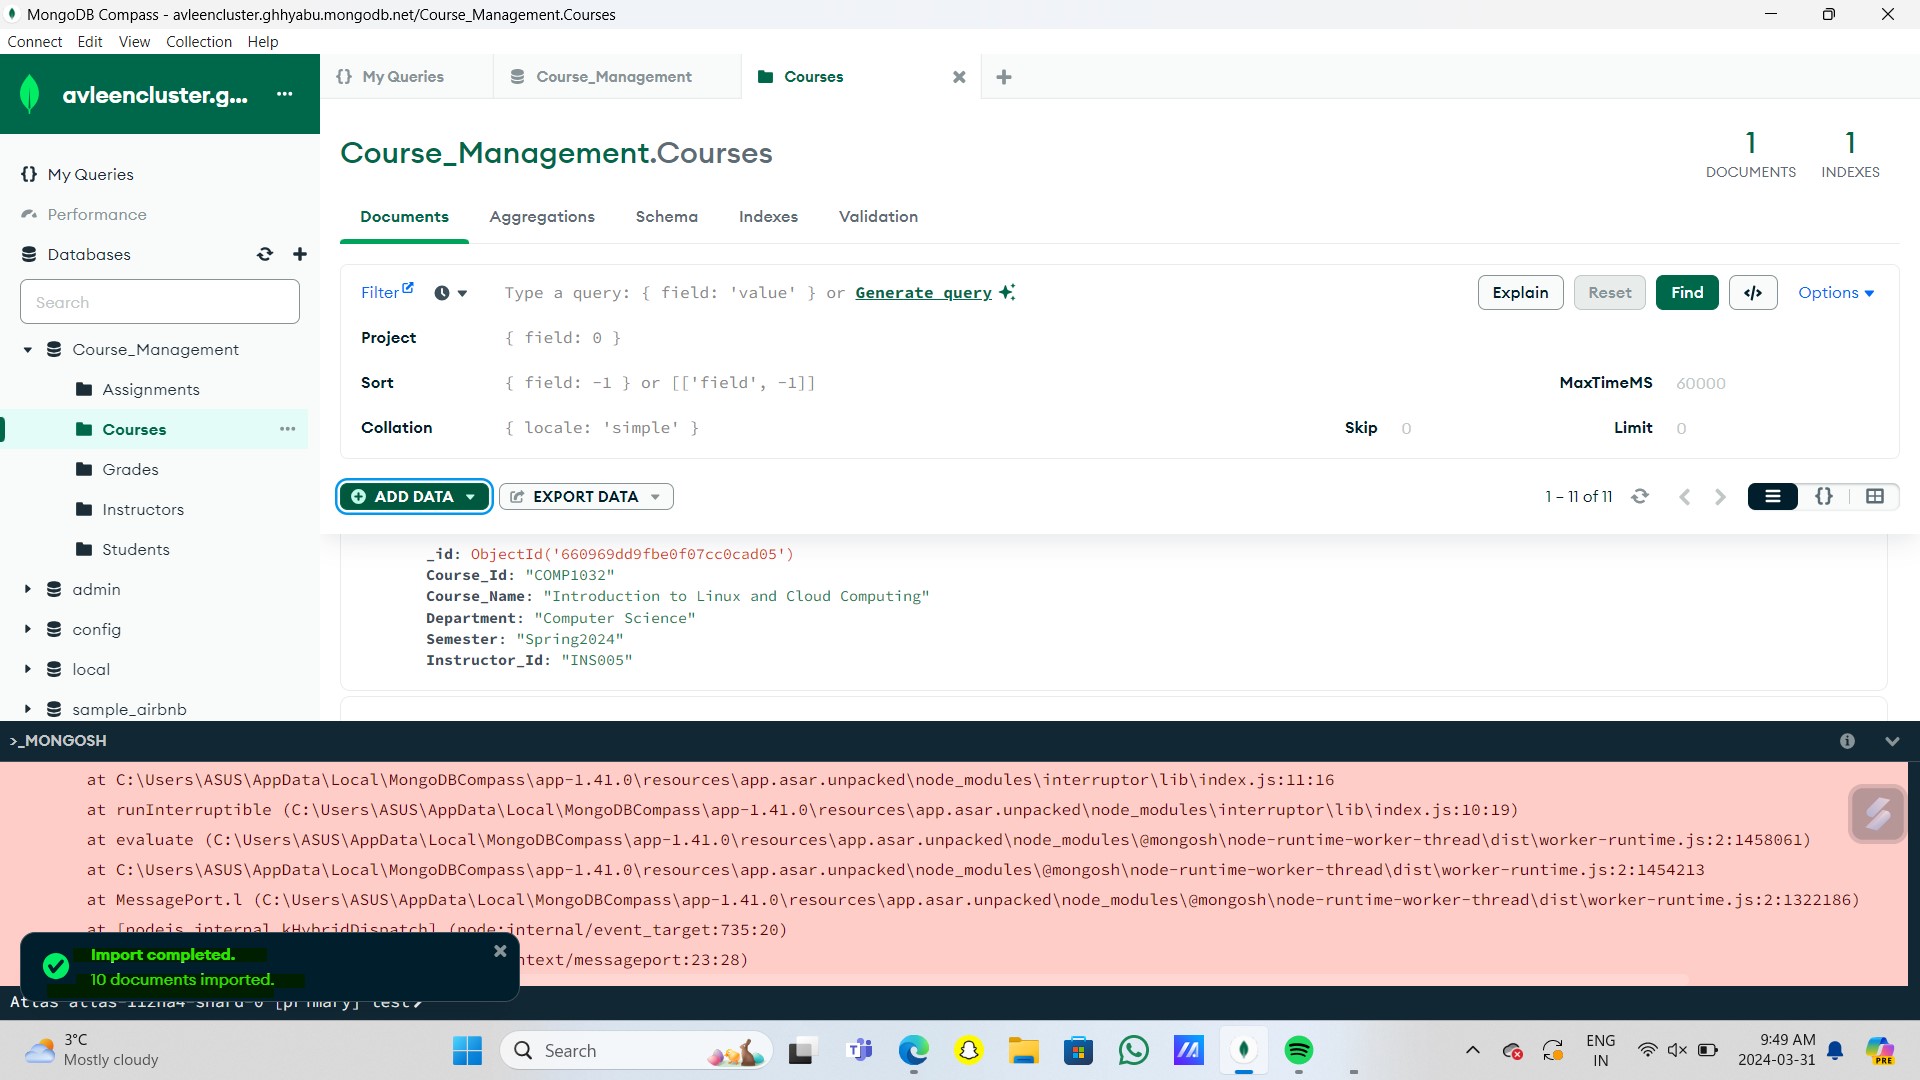 MongoDB Compass - avleencluster.ghhyabu.mongodb.net/Course_Management.Courses
Connect Edit View Collection Help
avleencluster.g...
{} My Queries
Course_Management
Courses
My Queries
Performance
Databases
Search
Course_Management
Assignments
Courses
Grades
Instructors
Students
admin
config
local
sample_airbnb
Course_Management.Courses
1
DOCUMENTS
1
INDEXES
Documents Aggregations Schema Indexes Validation
Filter Type a query: { field: 'value' } or Generate query Explain Reset Find </> Options
Project { field: 0 }
Sort { field: -1 } or [['field', -1]] MaxTimeMS 60000
Collation { locale: 'simple' } Skip 0 Limit 0
ADD DATA EXPORT DATA 1 – 11 of 11 {}
_id: ObjectId('660969dd9fbe0f07cc0cad05')
Course_Id: "COMP1032"
Course_Name: "Introduction to Linux and Cloud Computing"
Department: "Computer Science"
Semester: "Spring2024"
Instructor_Id: "INS005"
>_MONGOSH
at C:\Users\ASUS\AppData\Local\MongoDBCompass\app-1.41.0\resources\app.asar.unpacked\node_modules\interruptor\lib\index.js:11:16
at runInterruptible (C:\Users\ASUS\AppData\Local\MongoDBCompass\app-1.41.0\resources\app.asar.unpacked\node_modules\interruptor\lib\index.js:10:19)
at evaluate (C:\Users\ASUS\AppData\Local\MongoDBCompass\app-1.41.0\resources\app.asar.unpacked\node_modules\@mongosh\node-runtime-worker-thread\dist\worker-runtime.js:2:1458061)
at C:\Users\ASUS\AppData\Local\MongoDBCompass\app-1.41.0\resources\app.asar.unpacked\node_modules\@mongosh\node-runtime-worker-thread\dist\worker-runtime.js:2:1454213
at MessagePort.l (C:\Users\ASUS\AppData\Local\MongoDBCompass\app-1.41.0\resources\app.asar.unpacked\node_modules\@mongosh\node-runtime-worker-thread\dist\worker-runtime.js:2:1322186)
at [nodejs.internal.kHybridDispatch] (node:internal/event_target:735:20)
ntext/messageport:23:28)
Import completed.
10 documents imported.
Atlas [primary] test>
3°C
Mostly cloudy
Search
ENG
IN
9:49 AM
2024-03-31
PRE